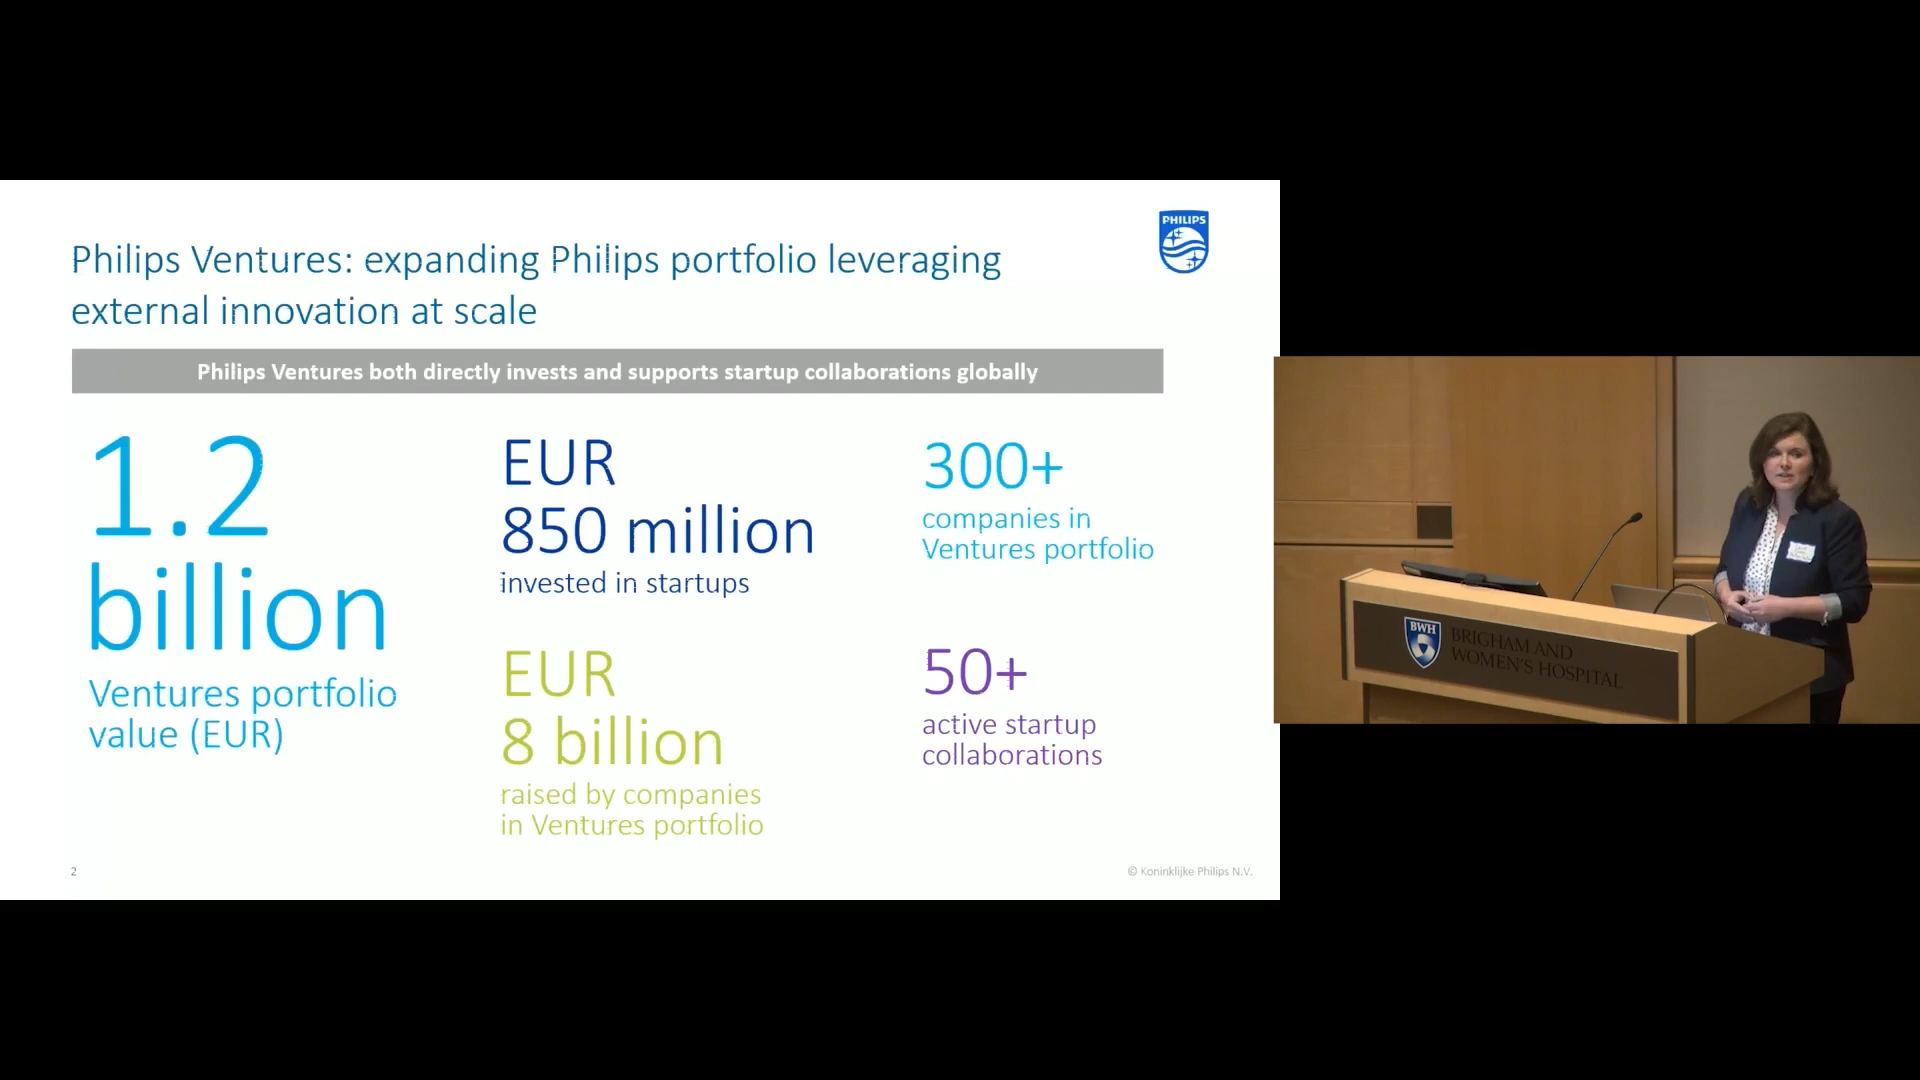 PHILIPS
Philips Ventures: expanding Philips portfolio leveraging
external innovation at scale
Philips Ventures both directly invests and supports startup collaborations globally
1.2
billion
Ventures portfolio
value (EUR)
EUR
850 million
invested in startups
EUR
8 billion
raised by companies
in Ventures portfolio
300+
companies in
Ventures portfolio
50+
active startup
collaborations
2
© Koninklijke Philips N.V.
BWH
BRIGHAM AND
WOMEN'S HOSPITAL